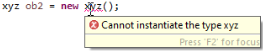 xyz ob2 = new xyz();
Cannot instantiate the type xyz
Press 'F2' for focus